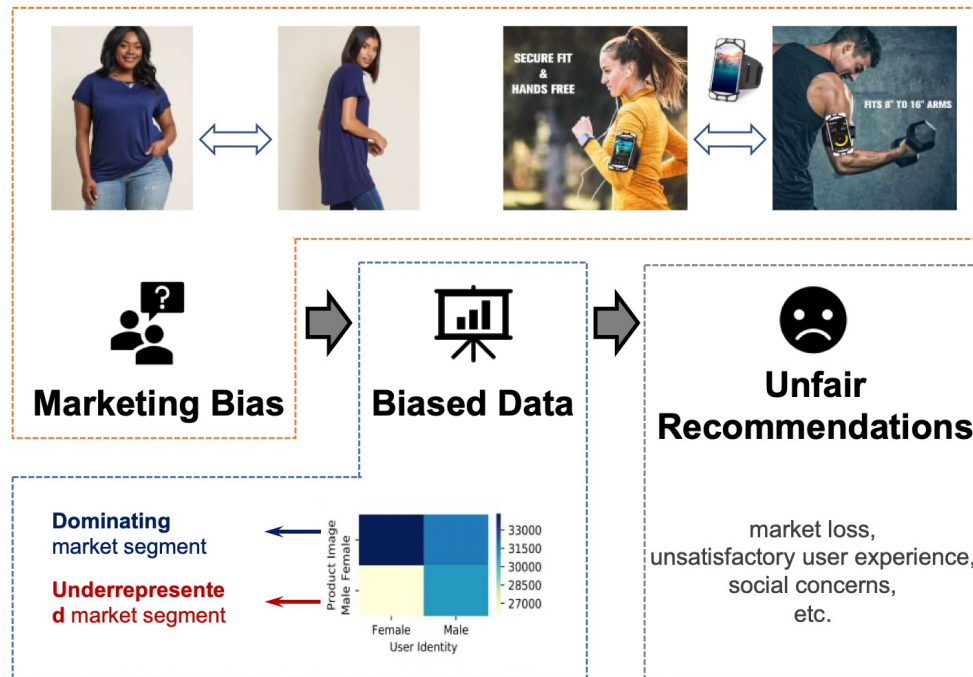 SECURE FIT
&
HANDS FREE
FITS 8" TO 16" ARMS
?
Marketing Bias
Biased Data
Unfair
Recommendations
Dominating
market segment
Underrepresente
d market segment
Product Image
Male Female
33000
31500
30000
28500
27000
Female Male
User Identity
market loss,
unsatisfactory user experience,
social concerns,
etc.